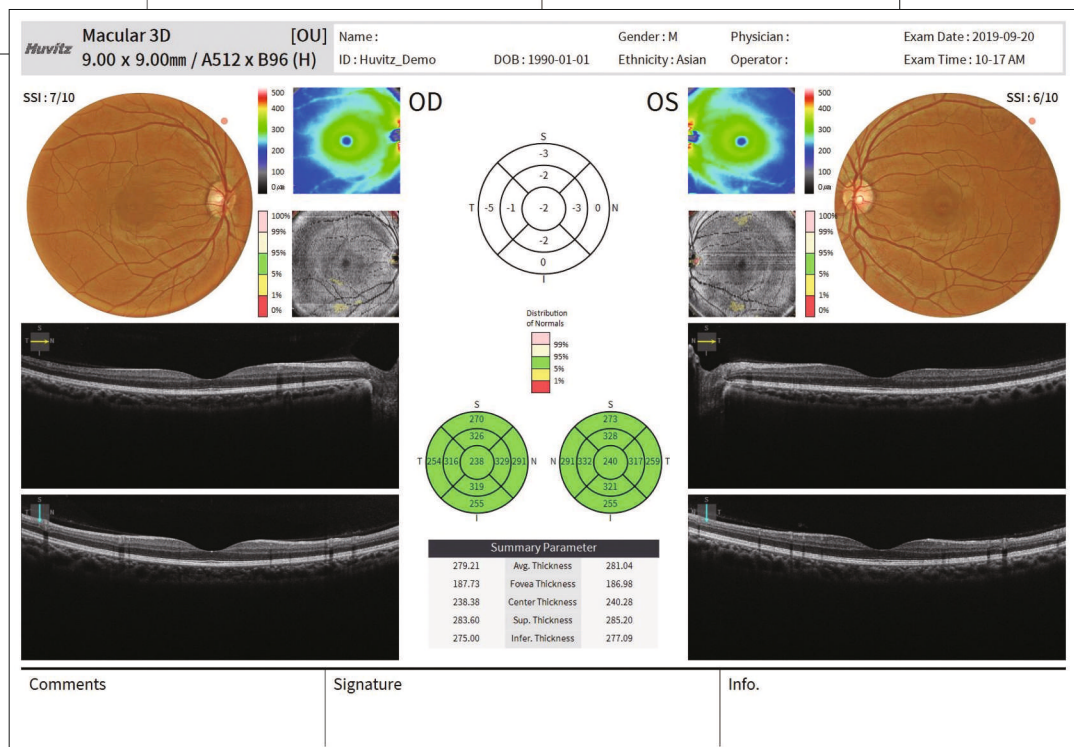 Huvitz
Macular 3D [OU]
9.00 x 9.00㎜ / A512 x B96 (H)
Name :
Gender : M
Physician :
Exam Date : 2019-09-20
ID : Huvitz_Demo
DOB : 1990-01-01
Ethnicity : Asian
Operator :
Exam Time : 10-17 AM
SSI : 7/10
500
400
300
200
100
0㎛
OD
OS
500
400
300
200
100
0㎛
SSI : 6/10
S
-3
-2
T -5 -1 -2 -3 0 N
-2
0
I
100%
99%
95%
5%
1%
0%
100%
99%
95%
5%
1%
0%
Distribution
of Normals
99%
95%
5%
1%
S
T N
I
S
N T
I
S
270
326
T 254 316 238 329 291 N
319
255
I
S
273
328
N 291 332 240 317 259 T
321
255
I
S
T N
I
S
T
I
Summary Parameter
279.21 Avg. Thickness 281.04
187.73 Fovea Thickness 186.98
238.38 Center Thickness 240.28
283.60 Sup. Thickness 285.20
275.00 Infer. Thickness 277.09
Comments
Signature
Info.